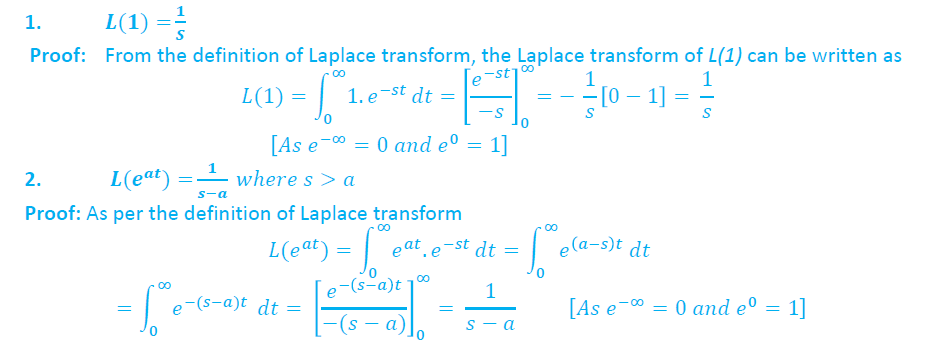 1. L(1) = 1/s
Proof: From the definition of Laplace transform, the Laplace transform of L(1) can be written as
L(1) = ∫₀^∞ 1. e^{-st} dt = [e^{-st}/-s]₀^∞ = - 1/s [0 - 1] = 1/s
[As e^{-∞} = 0 and e^0 = 1]
2. L(e^{at}) = 1/s-a where s > a
Proof: As per the definition of Laplace transform
L(e^{at}) = ∫₀^∞ e^{at}. e^{-st} dt = ∫₀^∞ e^{(a-s)t} dt
= ∫₀^∞ e^{-(s-a)t} dt = [e^{-(s-a)t}/-(s - a)]₀^∞ = 1/s - a [As e^{-∞} = 0 and e^0 = 1]